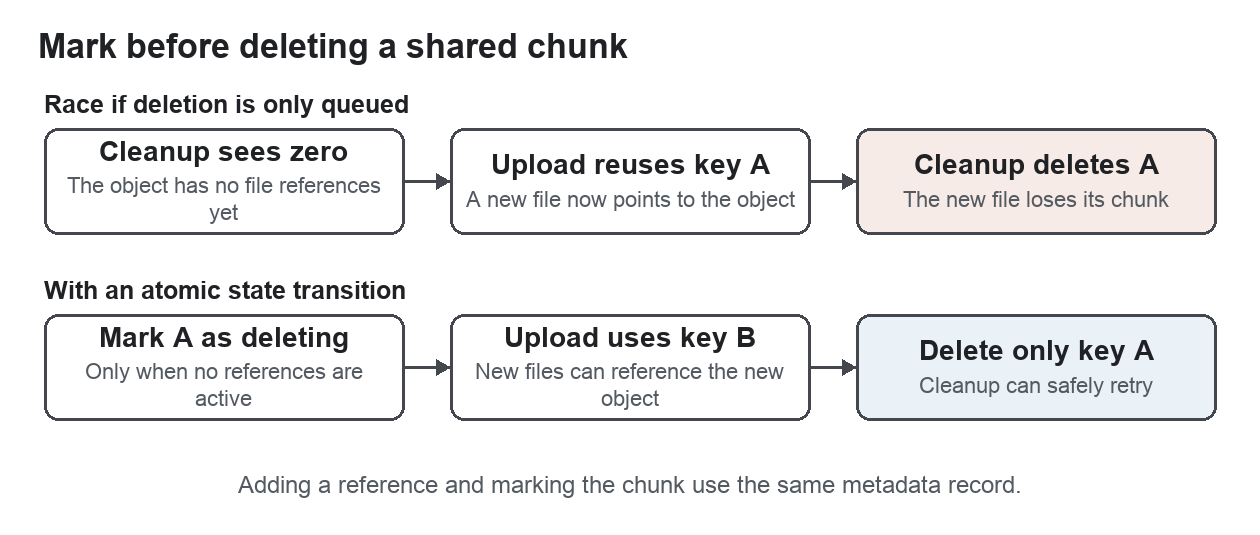 Mark before deleting a shared chunk
Race if deletion is only queued
Cleanup sees zero
The object has no file references
yet
Upload reuses key A
A new file now points to the object
Cleanup deletes A
The new file loses its chunk
With an atomic state transition
Mark A as deleting
Only when no references are
active
Upload uses key B
New files can reference the new
object
Delete only key A
Cleanup can safely retry
Adding a reference and marking the chunk use the same metadata record.